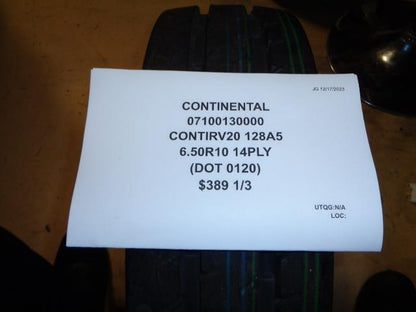 JG 12/17/2023
CONTINENTAL
07100130000
CONTIRV20 128A5
6.50R10 14PLY
(DOT 0120)
$389 1/3
UTQG:N/A
LOC: